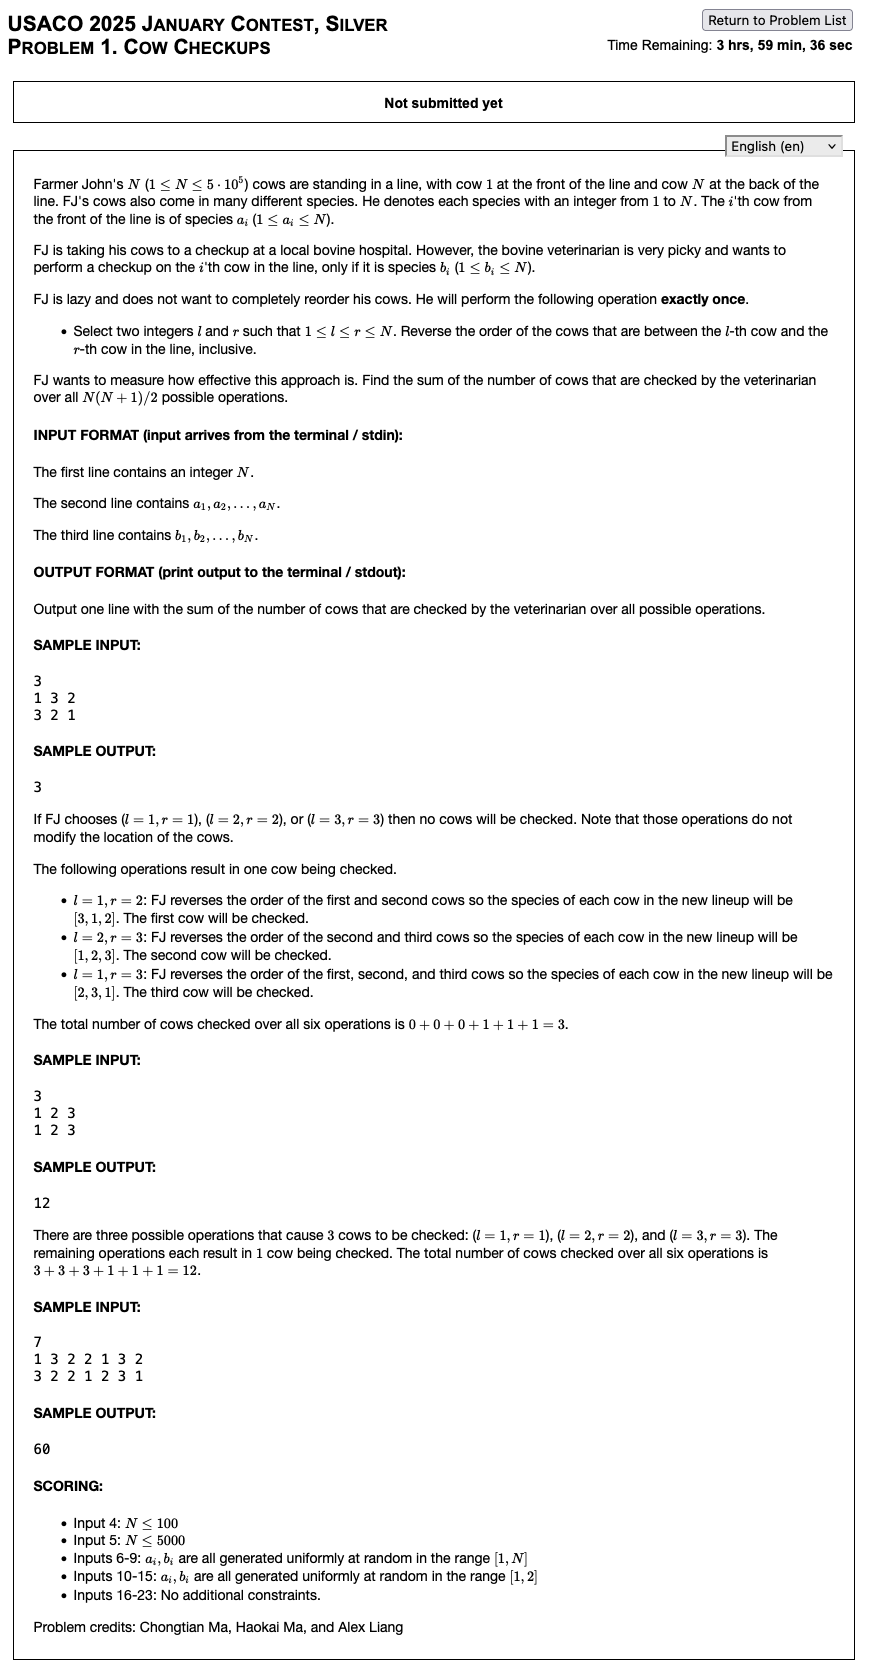 USACO 2025 JANUARY CONTEST, SILVER
PROBLEM 1. COW CHECKUPS
Return to Problem List
Time Remaining: 3 hrs, 59 min, 36 sec
Not submitted yet
English (en)
Farmer John's N (1 ≤ N ≤ 5 · 10⁵) cows are standing in a line, with cow 1 at the front of the line and cow N at the back of the
line. FJ's cows also come in many different species. He denotes each species with an integer from 1 to N. The i'th cow from
the front of the line is of species aᵢ (1 ≤ aᵢ ≤ N).
FJ is taking his cows to a checkup at a local bovine hospital. However, the bovine veterinarian is very picky and wants to
perform a checkup on the i'th cow in the line, only if it is species bᵢ (1 ≤ bᵢ ≤ N).
FJ is lazy and does not want to completely reorder his cows. He will perform the following operation exactly once.
• Select two integers l and r such that 1 ≤ l ≤ r ≤ N. Reverse the order of the cows that are between the l-th cow and the
r-th cow in the line, inclusive.
FJ wants to measure how effective this approach is. Find the sum of the number of cows that are checked by the veterinarian
over all N(N + 1)/2 possible operations.
INPUT FORMAT (input arrives from the terminal / stdin):
The first line contains an integer N.
The second line contains a₁, a₂, . . . , a_N.
The third line contains b₁, b₂, . . . , b_N.
OUTPUT FORMAT (print output to the terminal / stdout):
Output one line with the sum of the number of cows that are checked by the veterinarian over all possible operations.
SAMPLE INPUT:
3
1 3 2
3 2 1
SAMPLE OUTPUT:
3
If FJ chooses (l = 1, r = 1), (l = 2, r = 2), or (l = 3, r = 3) then no cows will be checked. Note that those operations do not
modify the location of the cows.
The following operations result in one cow being checked.
• l = 1, r = 2: FJ reverses the order of the first and second cows so the species of each cow in the new lineup will be
[3, 1, 2]. The first cow will be checked.
• l = 2, r = 3: FJ reverses the order of the second and third cows so the species of each cow in the new lineup will be
[1, 2, 3]. The second cow will be checked.
• l = 1, r = 3: FJ reverses the order of the first, second, and third cows so the species of each cow in the new lineup will be
[2, 3, 1]. The third cow will be checked.
The total number of cows checked over all six operations is 0 + 0 + 0 + 1 + 1 + 1 = 3.
SAMPLE INPUT:
3
1 2 3
1 2 3
SAMPLE OUTPUT:
12
There are three possible operations that cause 3 cows to be checked: (l = 1, r = 1), (l = 2, r = 2), and (l = 3, r = 3). The
remaining operations each result in 1 cow being checked. The total number of cows checked over all six operations is
3 + 3 + 3 + 1 + 1 + 1 = 12.
SAMPLE INPUT:
7
1 3 2 2 1 3 2
3 2 2 1 2 3 1
SAMPLE OUTPUT:
60
SCORING:
• Input 4: N ≤ 100
• Input 5: N ≤ 5000
• Inputs 6-9: aᵢ, bᵢ are all generated uniformly at random in the range [1, N]
• Inputs 10-15: aᵢ, bᵢ are all generated uniformly at random in the range [1, 2]
• Inputs 16-23: No additional constraints.
Problem credits: Chongtian Ma, Haokai Ma, and Alex Liang